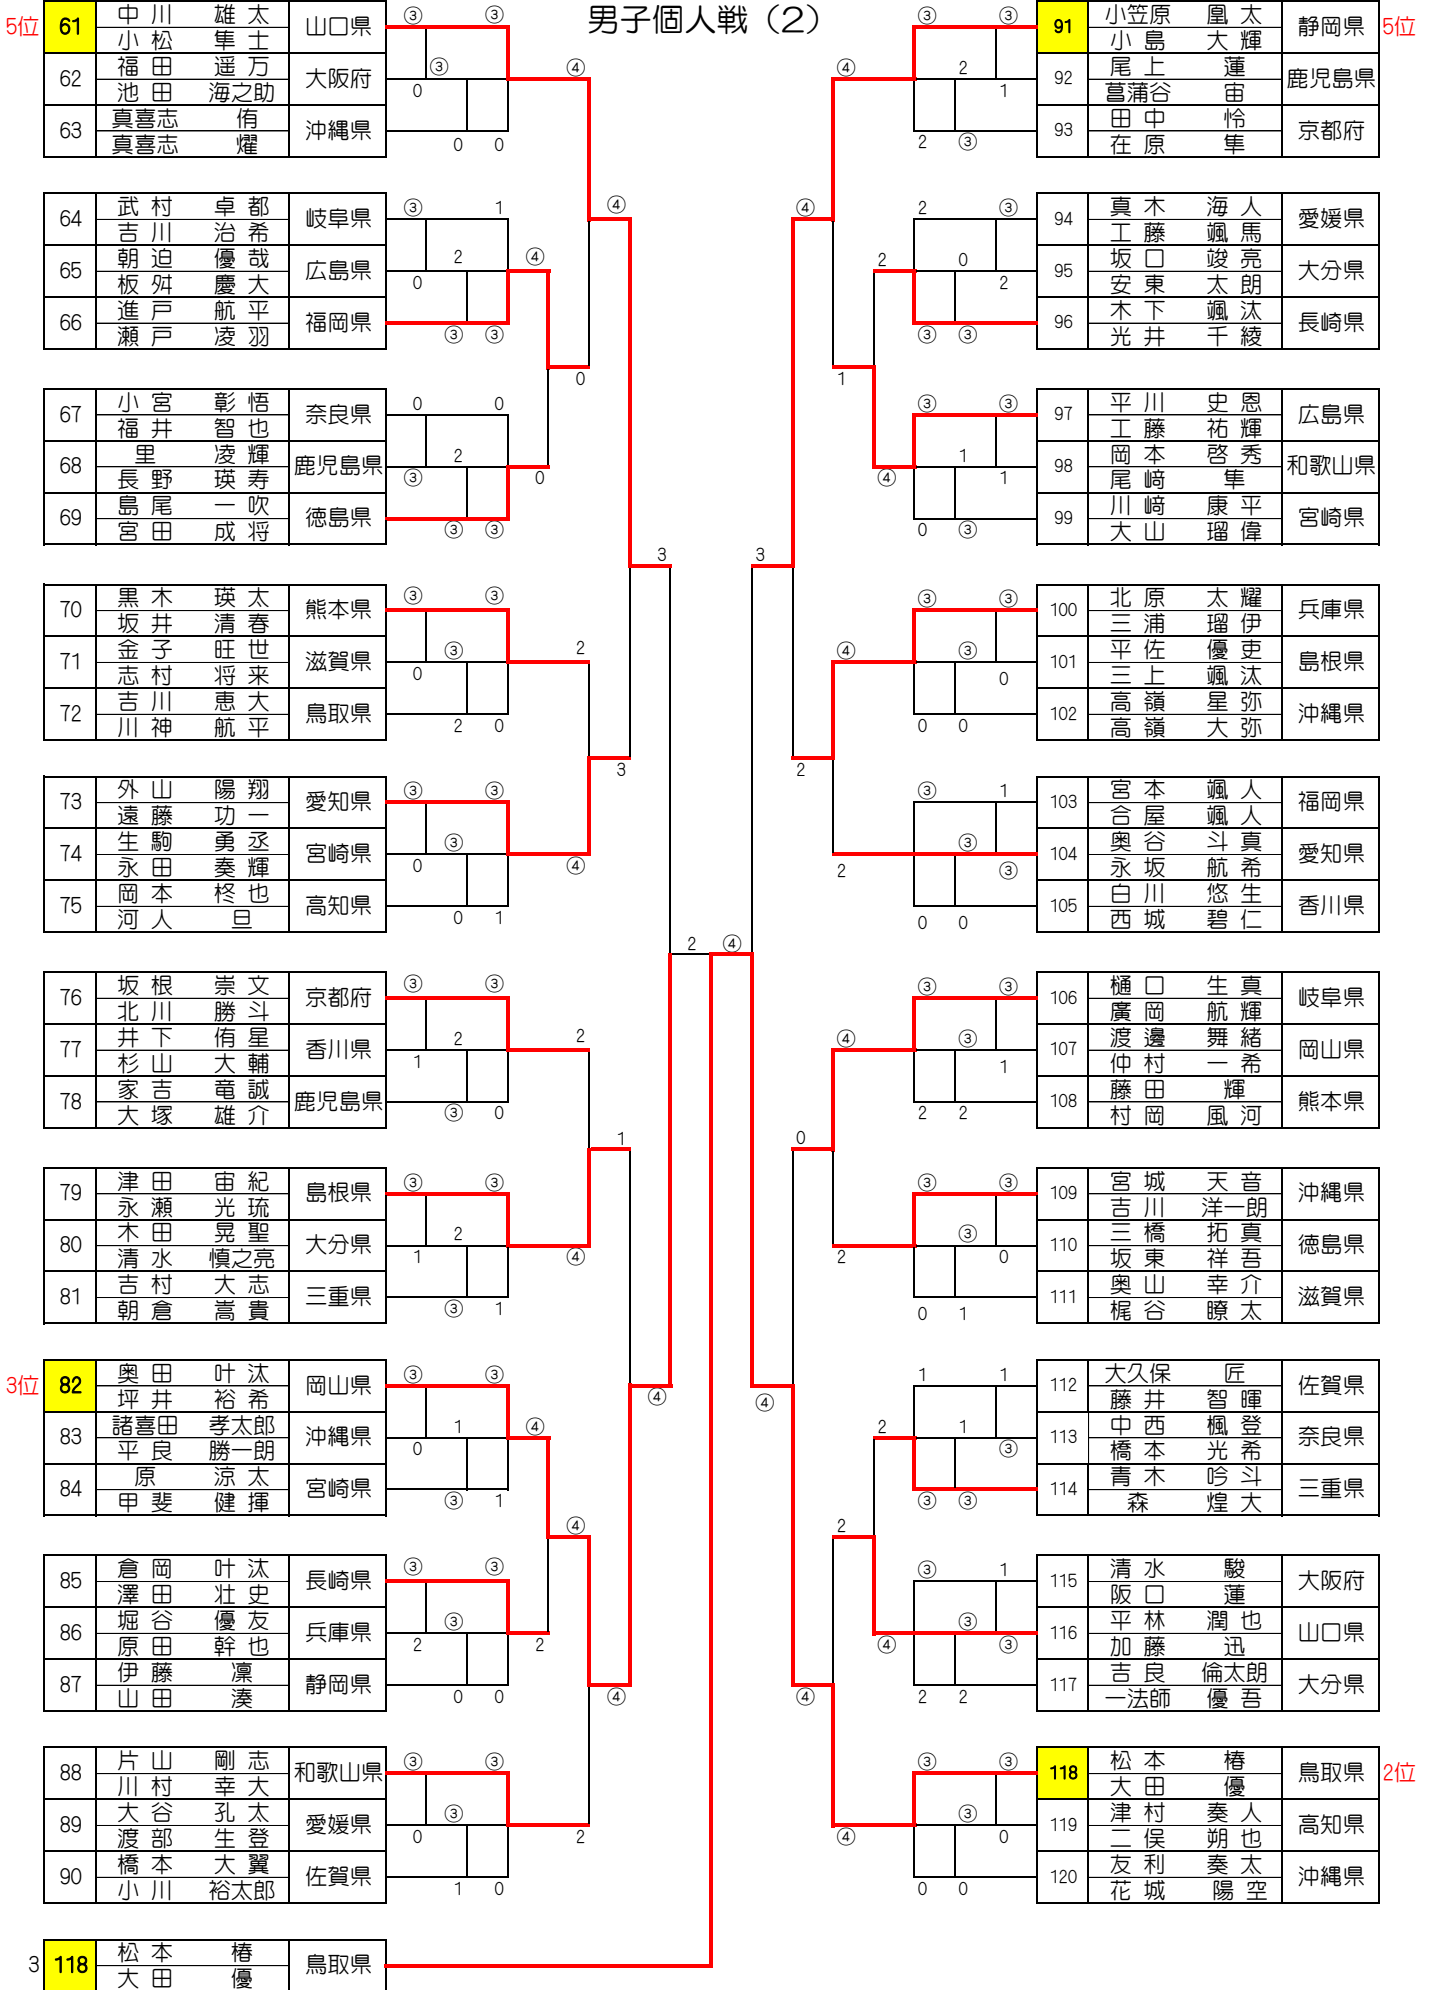 男子個人戦（2）
5位 61 中川 雄太 山口県
小松 隼士
62 福田 遥万 大阪府
池田 海之助
63 真喜志 侑 沖縄県
真喜志 燿
64 武村 卓都 岐阜県
吉川 治希
65 朝迫 優哉 広島県
板舛 慶大
66 進戸 航平 福岡県
瀬戸 凌羽
67 小宮 彰悟 奈良県
福井 智也
68 里 凌輝 鹿児島県
長野 瑛寿
69 島尾 一吹 徳島県
宮田 成将
70 黒木 瑛太 熊本県
坂井 清春
71 金子 旺世 滋賀県
志村 将来
72 吉川 恵大 鳥取県
川神 航平
73 外山 陽翔 愛知県
遠藤 功一
74 生駒 勇丞 宮崎県
永田 奏輝
75 岡本 柊也 高知県
河人 旦
76 坂根 崇文 京都府
北川 勝斗
77 井下 侑星 香川県
杉山 大輔
78 家吉 竜誠 鹿児島県
大塚 雄介
79 津田 宙紀 島根県
永瀬 光琉
80 木田 晃聖 大分県
清水 慎之亮
81 吉村 大志 三重県
朝倉 嵩貴
3位 82 奥田 叶汰 岡山県
坪井 裕希
83 諸喜田 孝太郎 沖縄県
平良 勝一朗
84 原 涼太 宮崎県
甲斐 健揮
85 倉岡 叶汰 長崎県
澤田 壮史
86 堀谷 優友 兵庫県
原田 幹也
87 伊藤 凛 静岡県
山田 湊
88 片山 剛志 和歌山県
川村 幸大
89 大谷 孔太 愛媛県
渡部 生登
90 橋本 大翼 佐賀県
小川 裕太郎
3 118 松本 椿 鳥取県
大田 優
91 小笠原 凰太 静岡県 5位
小島 大輝
92 尾上 蓮 鹿児島県
菖蒲谷 宙
93 田中 怜 京都府
在原 隼
94 真木 海人 愛媛県
工藤 颯馬
95 坂口 竣亮 大分県
安東 太朗
96 木下 颯汰 長崎県
光井 千綾
97 平川 史恩 広島県
工藤 祐輝
98 岡本 啓秀 和歌山県
尾﨑 隼
99 川﨑 康平 宮崎県
大山 瑠偉
100 北原 太耀 兵庫県
三浦 瑠伊
101 平佐 優吏 島根県
三上 颯汰
102 高嶺 星弥 沖縄県
高嶺 大弥
103 宮本 颯人 福岡県
合屋 颯人
104 奥谷 斗真 愛知県
永坂 航希
105 白川 悠生 香川県
西城 碧仁
106 樋口 生真 岐阜県
廣岡 航輝
107 渡邊 舞緒 岡山県
仲村 一希
108 藤田 輝 熊本県
村岡 風河
109 宮城 天音 沖縄県
吉川 洋一朗
110 三橋 拓真 徳島県
坂東 祥吾
111 奥山 幸介 滋賀県
梶谷 瞭太
112 大久保 匠 佐賀県
藤井 智暉
113 中西 楓登 奈良県
橋本 光希
114 青木 吟斗 三重県
森 煌大
115 清水 駿 大阪府
阪口 蓮
116 平林 潤也 山口県
加藤 迅
117 吉良 倫太朗 大分県
一法師 優吾
118 松本 椿 鳥取県 2位
大田 優
119 津村 奏人 高知県
二俣 朔也
120 友利 奏太 沖縄県
花城 陽空